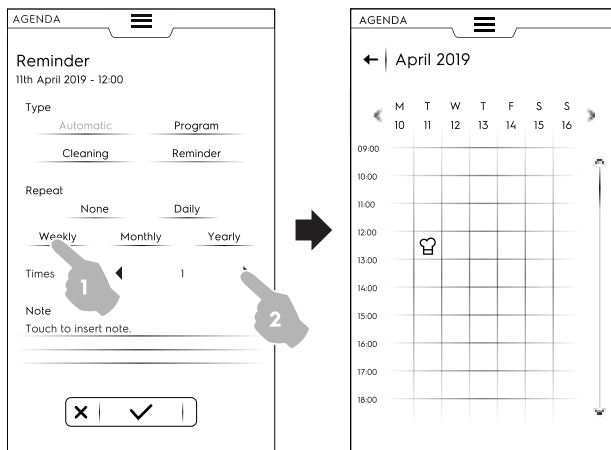 AGENDA
Reminder
11th April 2019 - 12:00
Type
Automatic Program
Cleaning Reminder
Repeat
None Daily
Weekly Monthly Yearly
Times 1
1
2
Note
Touch to insert note.
AGENDA
April 2019
M T W T F S S
10 11 12 13 14 15 16
09:00
10:00
11:00
12:00
13:00
14:00
15:00
16:00
17:00
18:00